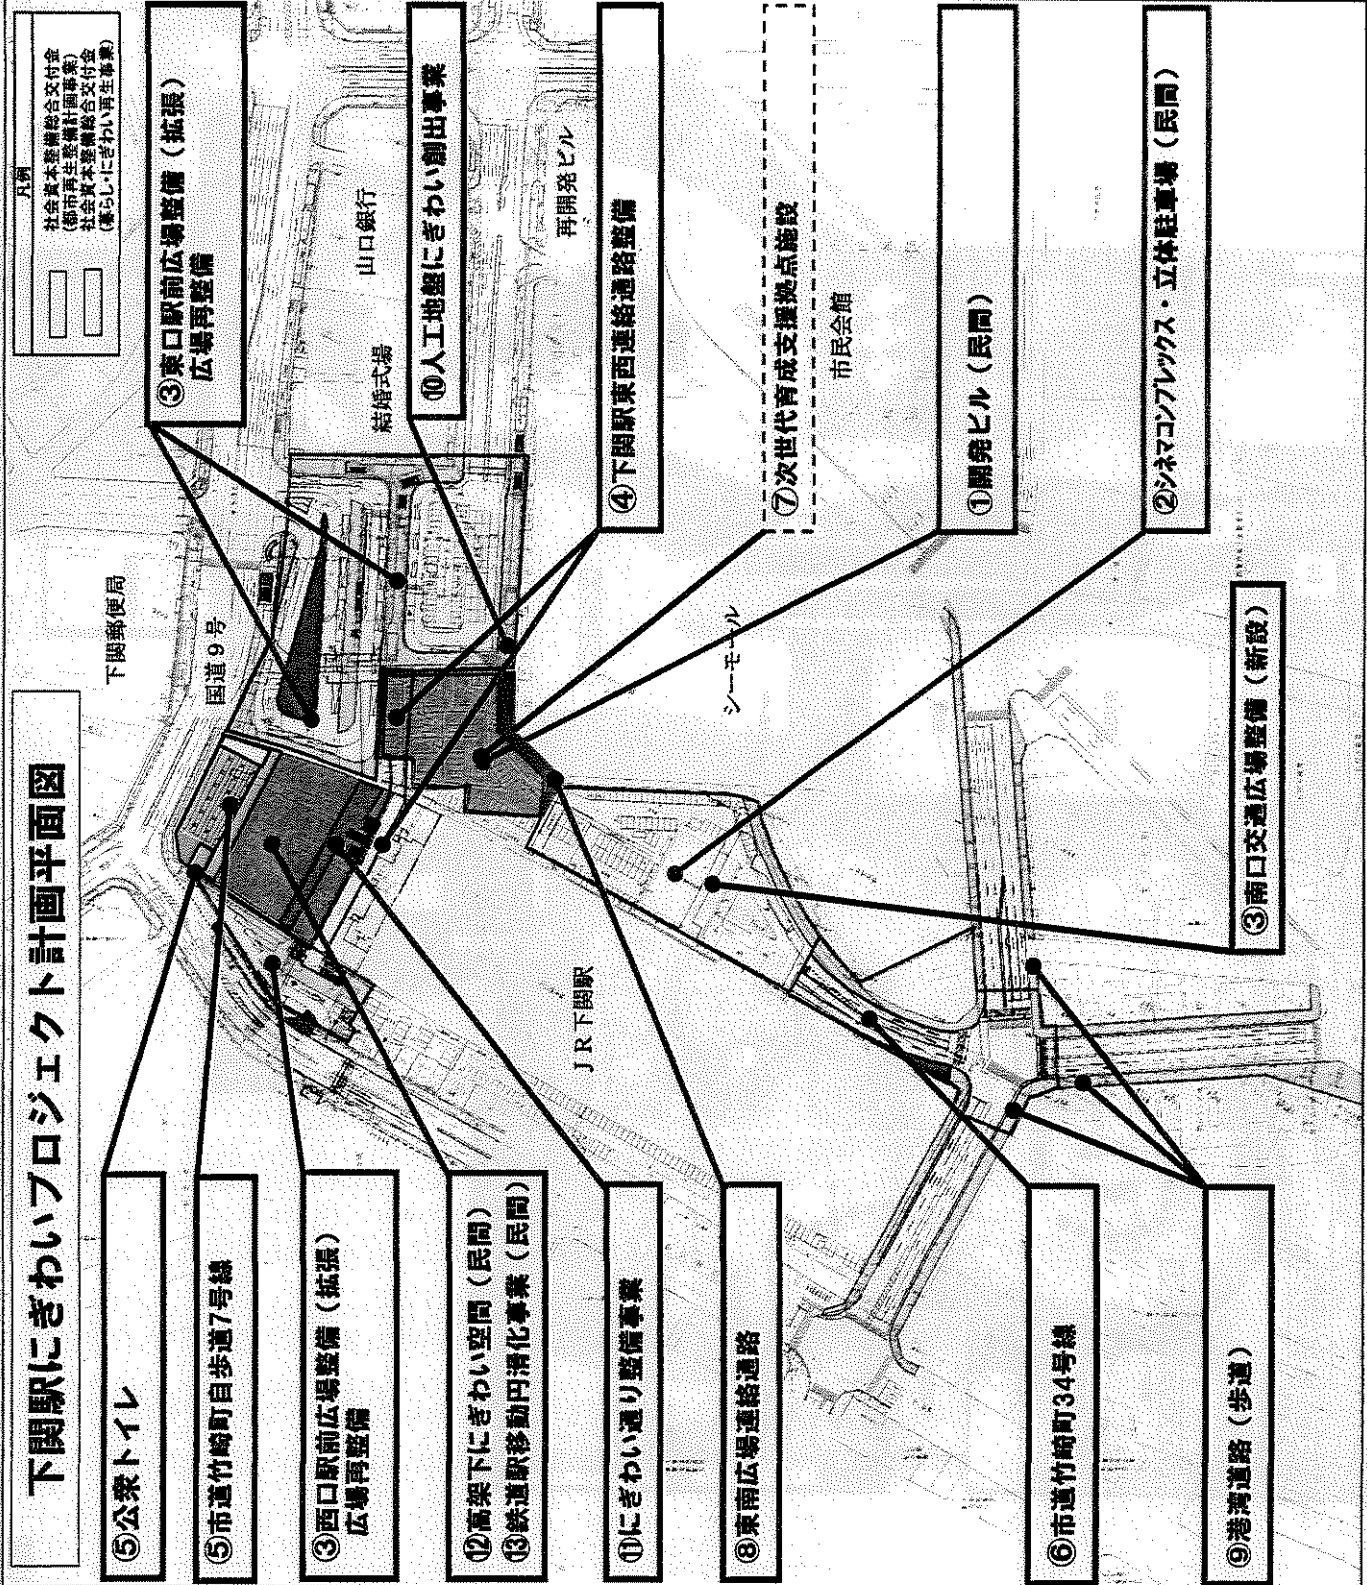 下関駅にぎわいプロジェクト計画平面図
凡例
社会資本整備総合交付金
(都市再生整備計画事業)
社会資本整備総合交付金
(暮らし・にぎわい再生事業)
⑤公衆トイレ
⑤市道竹崎町自歩道7号線
③西口駅前広場整備（拡張）
広場再整備
⑫高架下にぎわい空間（民間）
⑬鉄道駅移動円滑化事業（民間）
⑪にぎわい通り整備事業
⑧東南広場連絡通路
⑥市道竹崎町34号線
⑨港湾道路（歩道）
下関郵便局
国道９号
ＪＲ下関駅
シーモール
結婚式場
山口銀行
再開発ビル
市民会館
③東口駅前広場整備（拡張）
広場再整備
⑩人工地盤にぎわい創出事業
④下関駅東西連絡通路整備
⑦次世代育成支援拠点施設
①開発ビル（民間）
②シネマコンプレックス・立体駐車場（民間）
③南口交通広場整備（新設）